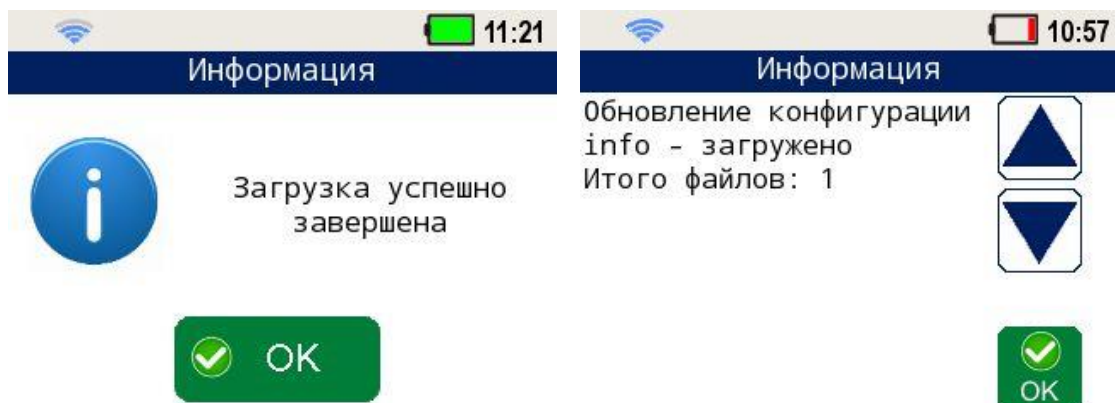 11:21
Информация
Загрузка успешно
завершена
OK
10:57
Информация
Обновление конфигурации
info - загружено
Итого файлов: 1
OK